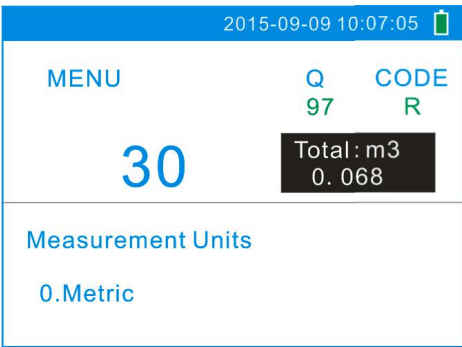 2015-09-09 10:07:05
MENU Q CODE
97 R
30
Total: m3
0. 068
Measurement Units
0.Metric